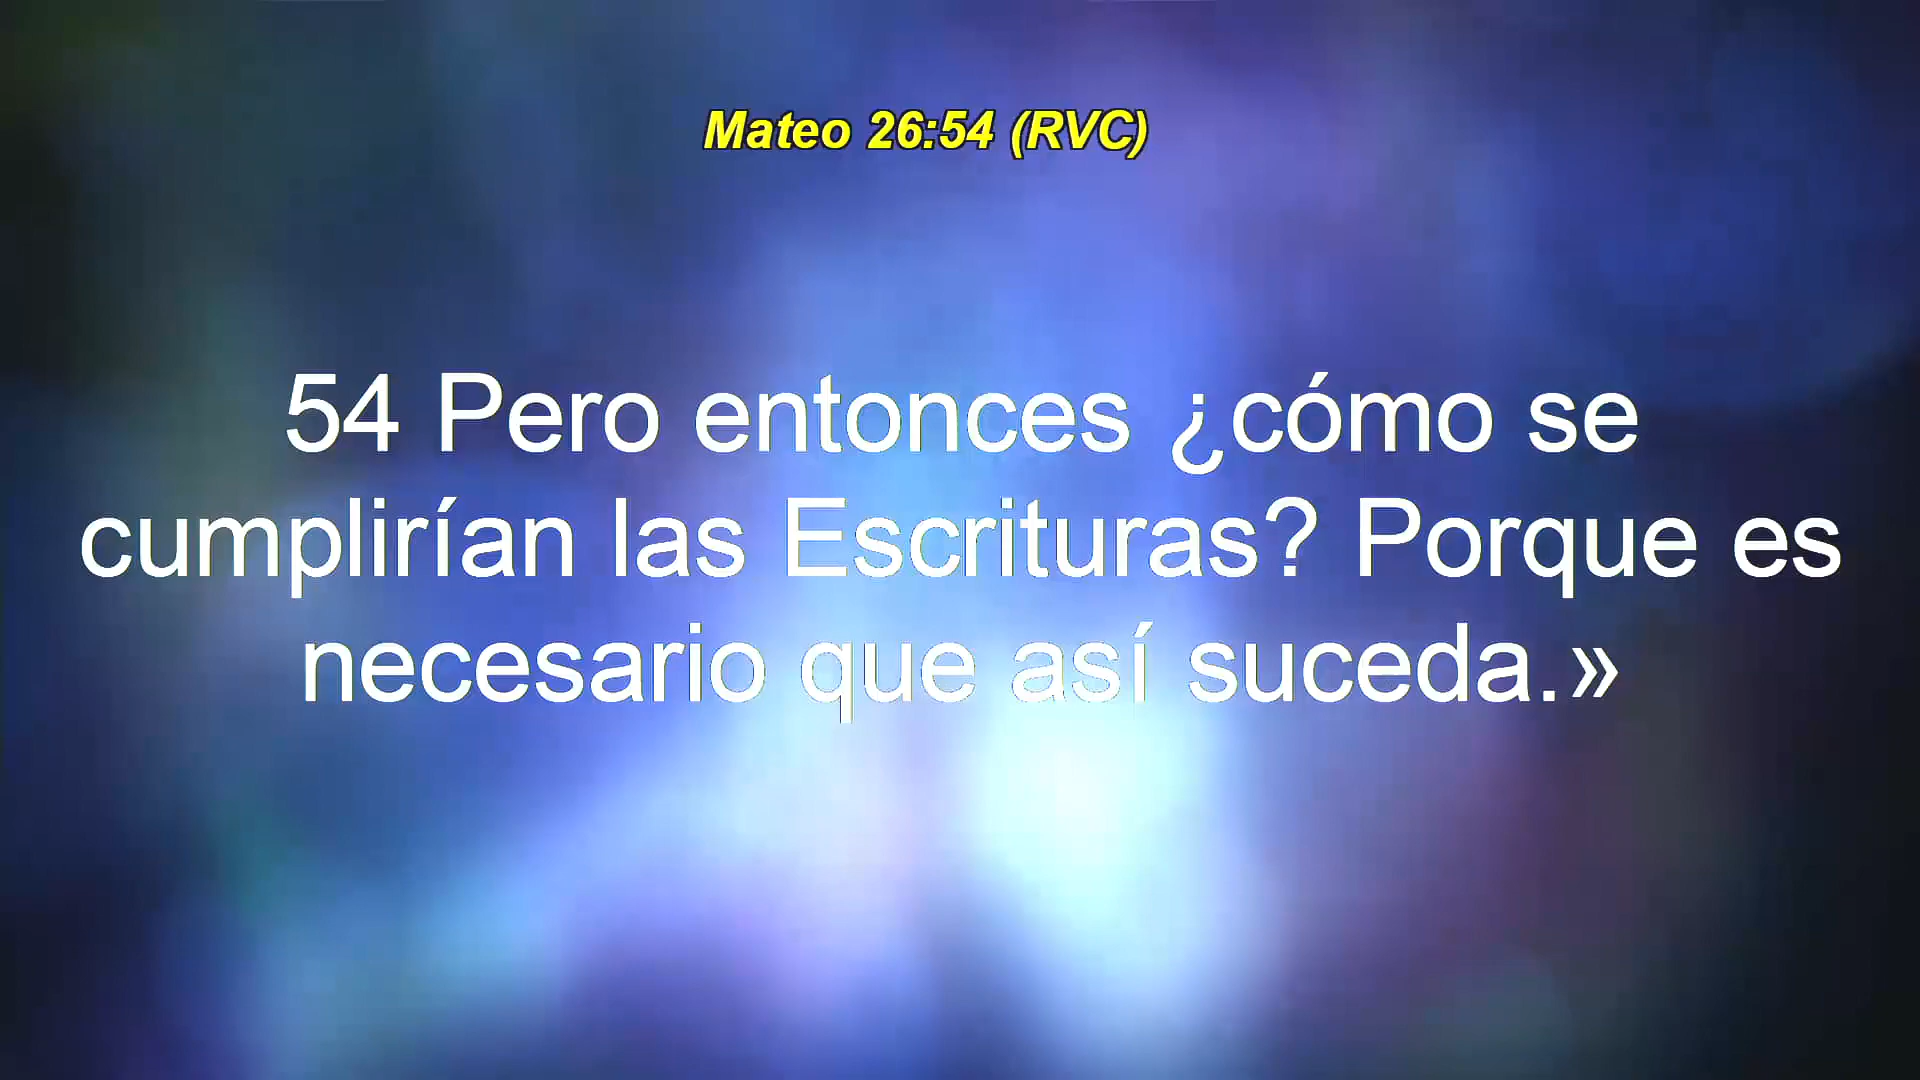 Mateo 26:54 (RVC)
54 Pero entonces ¿cómo se
cumplirían las Escrituras? Porque es
necesario que así suceda.»